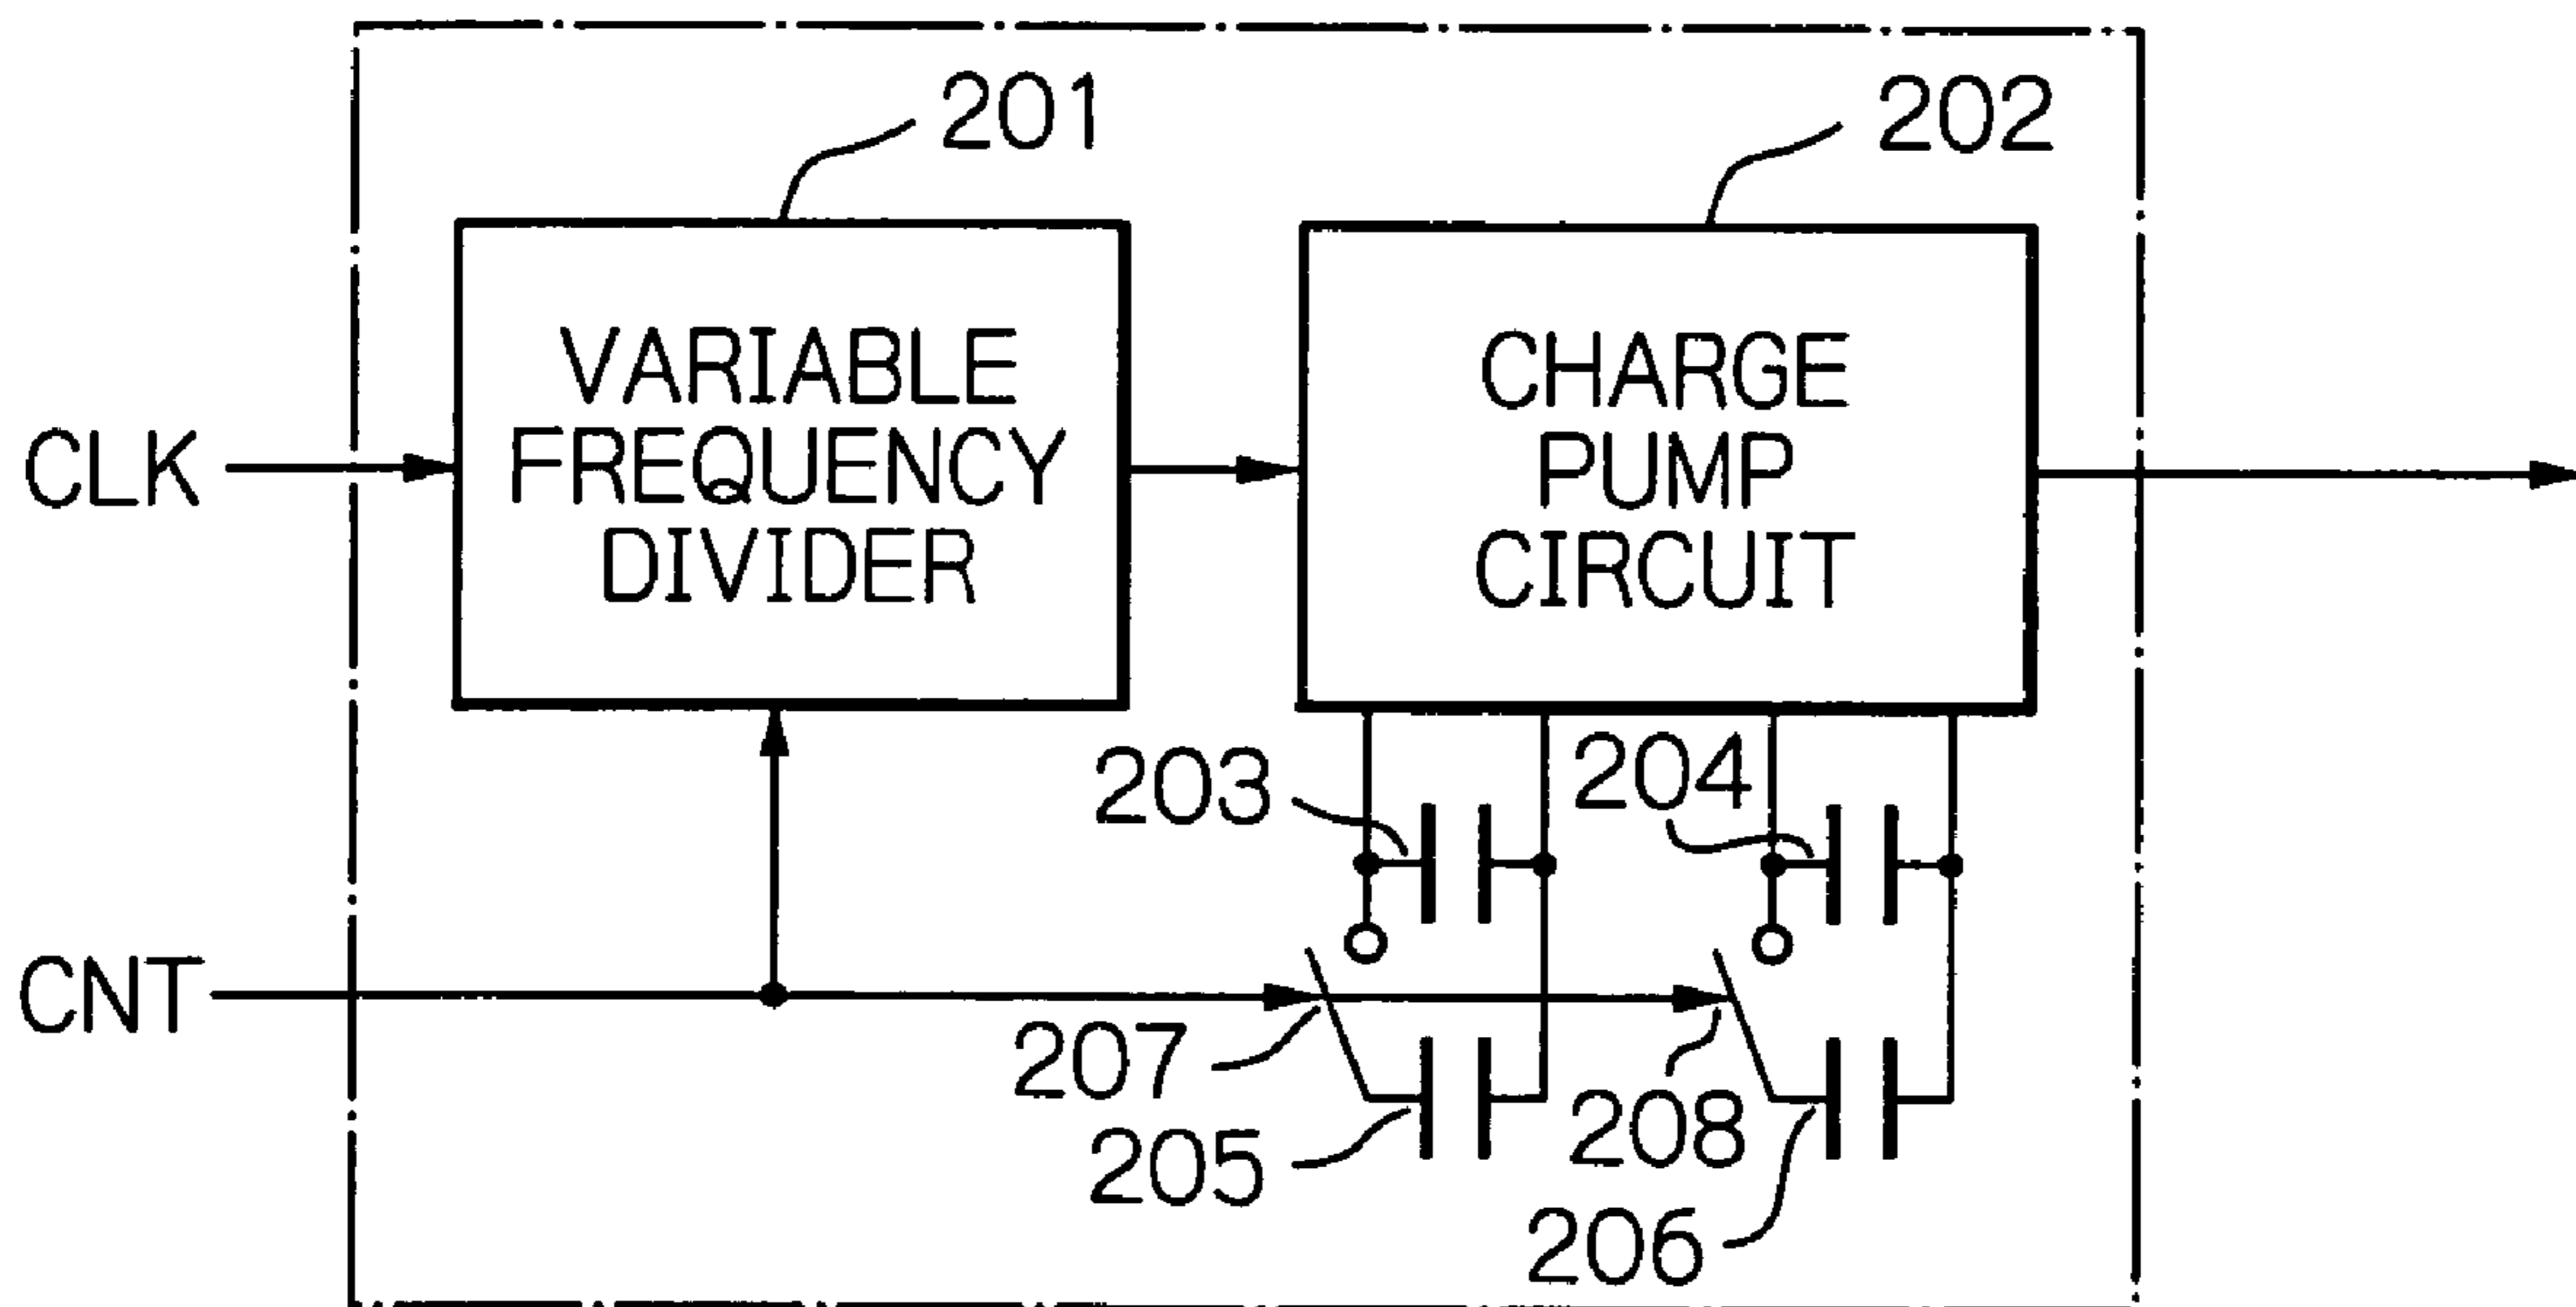 201
202
VARIABLE
FREQUENCY
DIVIDER
CHARGE
PUMP
CIRCUIT
CLK
203
204
CNT
207
208
205
206